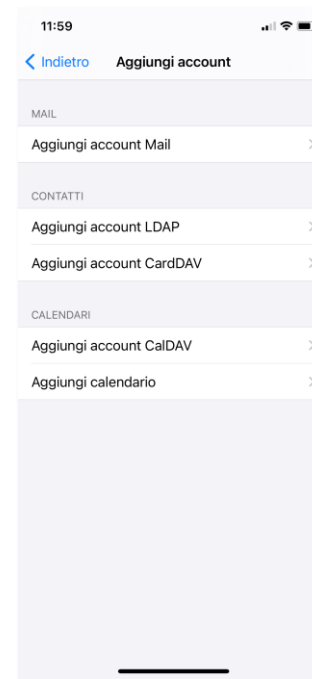 11:59
Indietro Aggiungi account
MAIL
Aggiungi account Mail
CONTATTI
Aggiungi account LDAP
Aggiungi account CardDAV
CALENDARI
Aggiungi account CalDAV
Aggiungi calendario